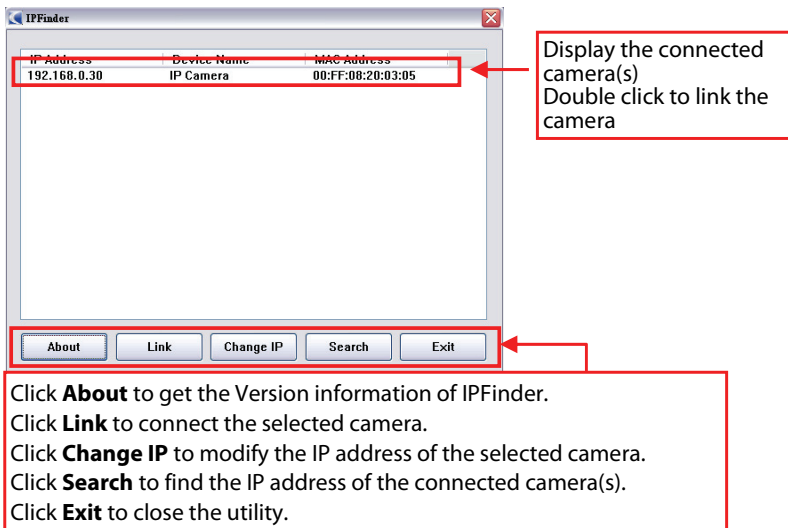 IPFinder
IP Address Device Name MAC Address
192.168.0.30 IP Camera 00:FF:08:20:03:05
Display the connected
camera(s)
Double click to link the
camera
About Link Change IP Search Exit
Click About to get the Version information of IPFinder.
Click Link to connect the selected camera.
Click Change IP to modify the IP address of the selected camera.
Click Search to find the IP address of the connected camera(s).
Click Exit to close the utility.